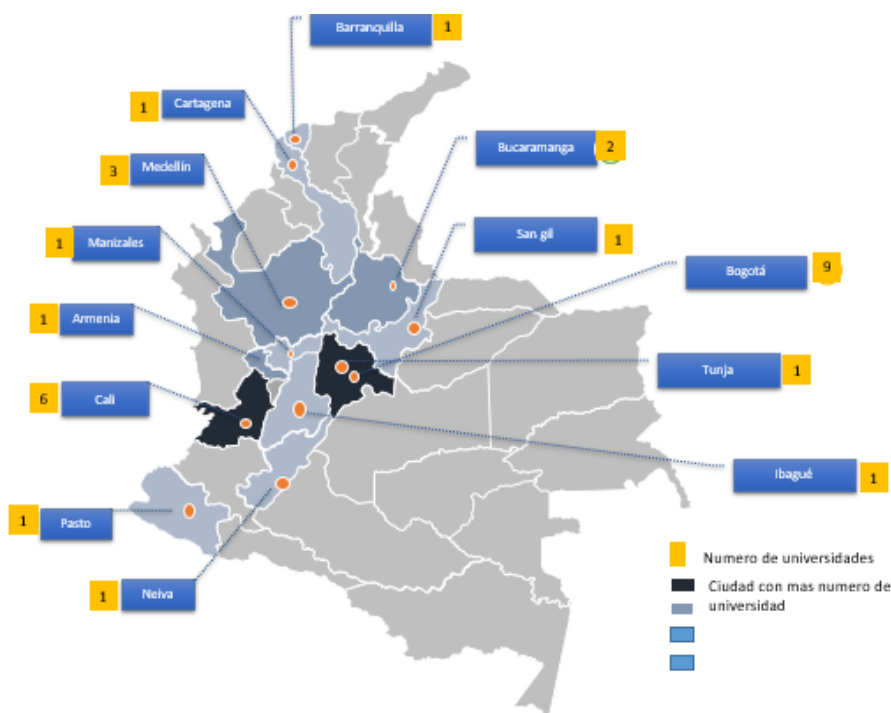 Barranquilla 1
1 Cartagena
Bucaramanga 2
3 Medellín
San gil 1
1 Manizales
Bogotá 9
1 Armenia
Tunja 1
6 Cali
Ibagué 1
1 Pasto
1 Neiva
Numero de universidades
Ciudad con mas numero de
universidad